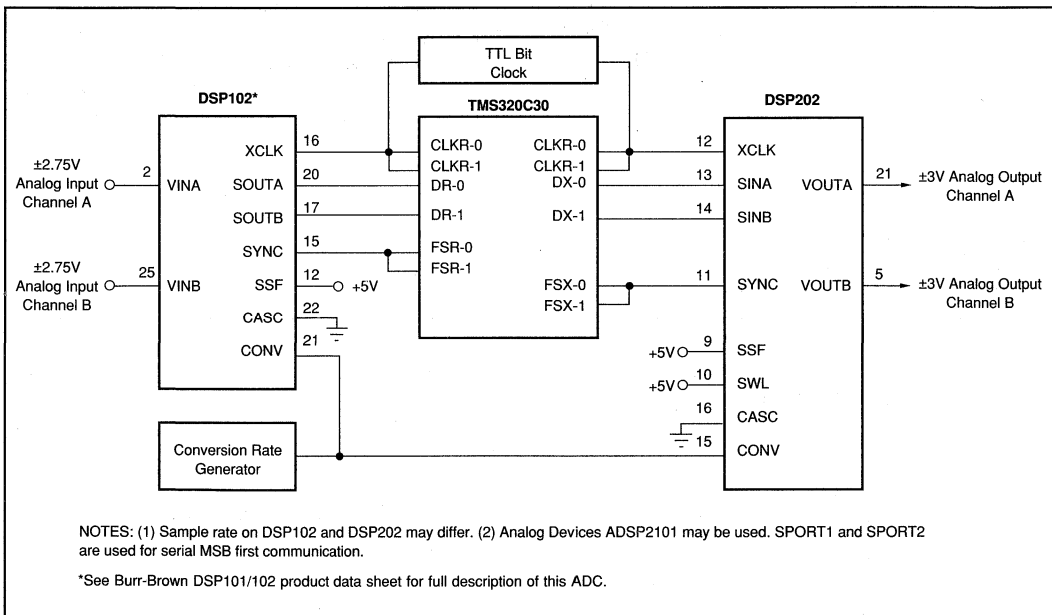 TTL Bit
Clock
DSP102*
TMS320C30
DSP202
±2.75V
Analog Input
Channel A
2
VINA
±2.75V
Analog Input
Channel B
25
VINB
XCLK
16
SOUTA
20
SOUTB
17
SYNC
15
SSF
12
+5V
CASC
22
CONV
21
CLKR-0
CLKR-1
DR-0
DR-1
FSR-0
FSR-1
CLKR-0
CLKR-1
DX-0
DX-1
FSX-0
FSX-1
12
XCLK
13
SINA
14
SINB
11
SYNC
+5V
9
SSF
+5V
10
SWL
16
CASC
15
CONV
VOUTA
21
±3V Analog Output
Channel A
VOUTB
5
±3V Analog Output
Channel B
Conversion Rate
Generator
NOTES: (1) Sample rate on DSP102 and DSP202 may differ. (2) Analog Devices ADSP2101 may be used. SPORT1 and SPORT2
are used for serial MSB first communication.
*See Burr-Brown DSP101/102 product data sheet for full description of this ADC.